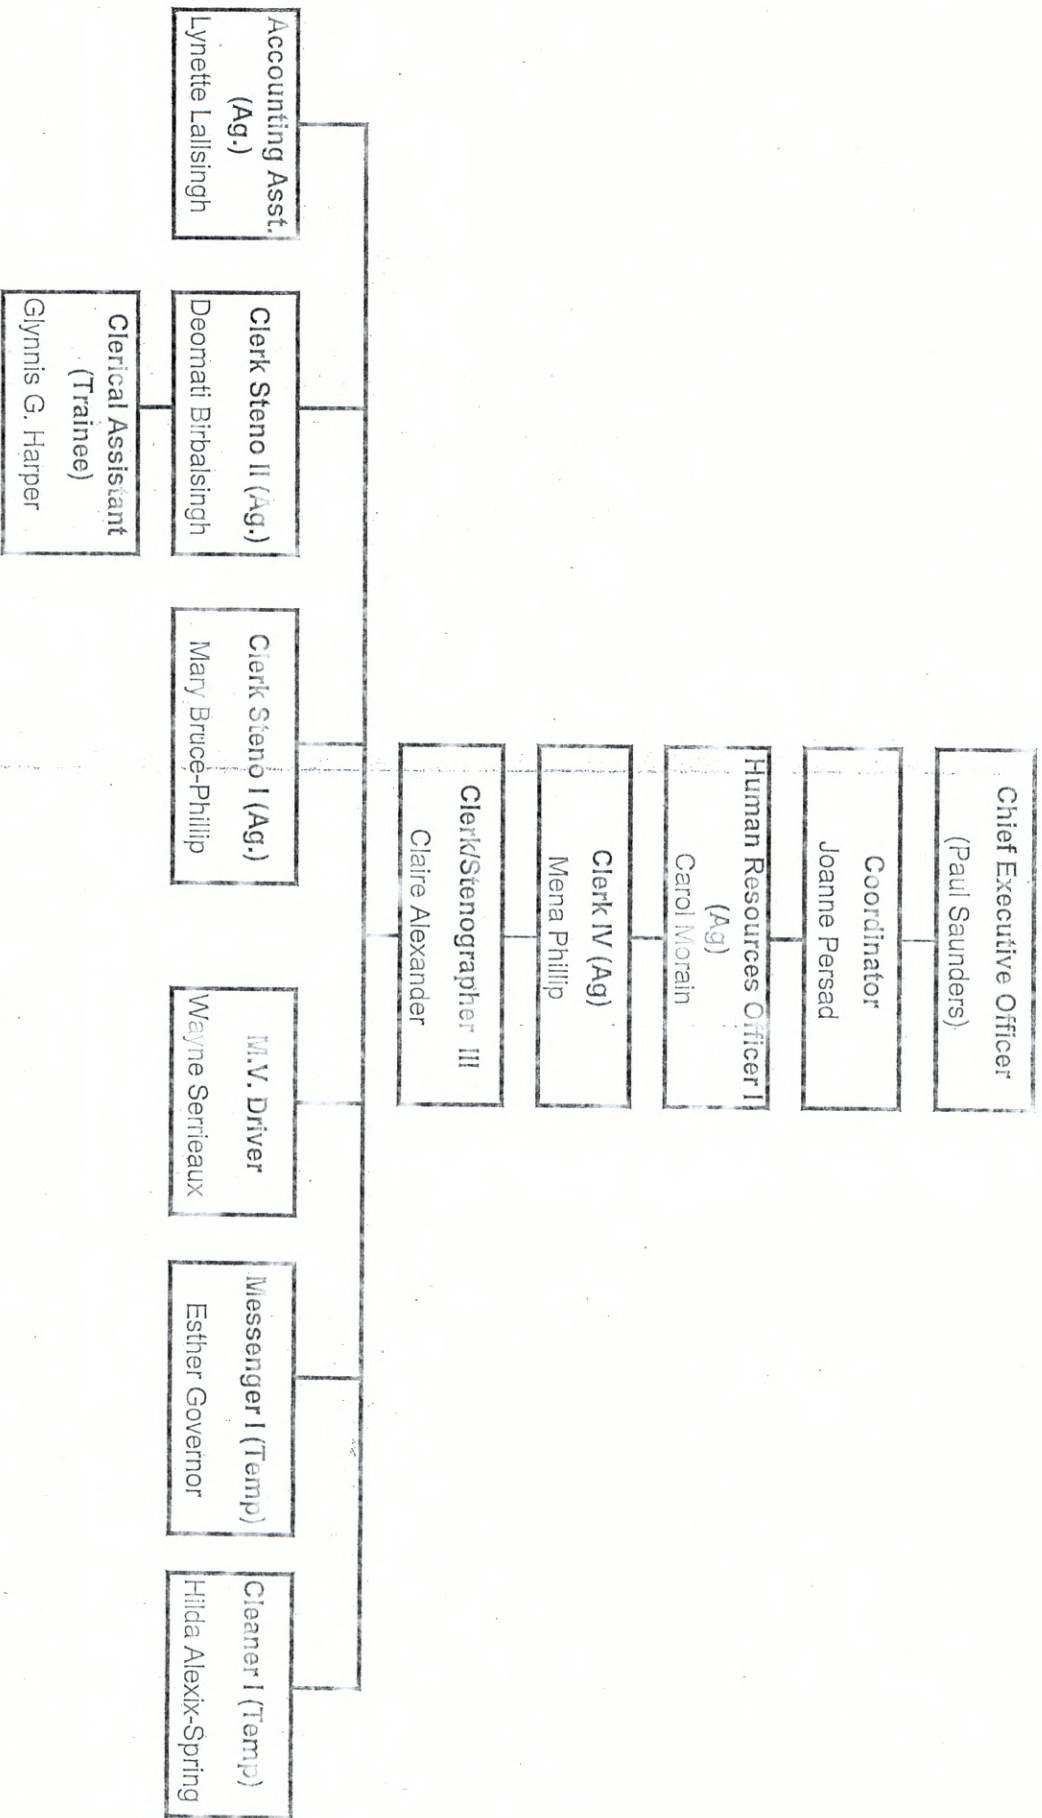 Chief Executive Officer
(Paul Saunders)
Coordinator
Joanne Persad
Human Resources Officer I
(Ag)
Carol Morain
Clerk IV (Ag)
Mena Phillip
Clerk/Stenographer III
Claire Alexander
Accounting Asst.
(Ag.)
Lynette Lallsingh
Clerk Steno II (Ag.)
Deomati Birbalsingh
Clerk Steno I (Ag.)
Mary Bruce-Phillip
M.V. Driver
Wayne Serrieaux
Messenger I (Temp)
Esther Governor
Cleaner I (Temp)
Hilda Alexix-Spring
Clerical Assistant
(Trainee)
Glynnis G. Harper